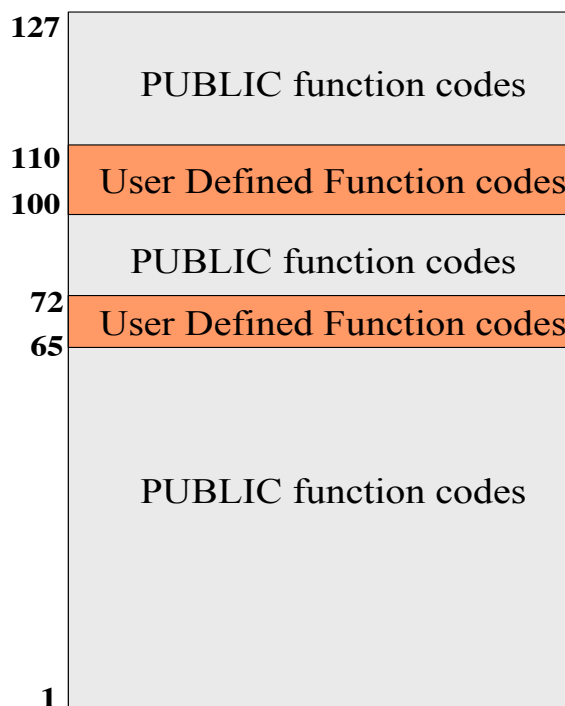 127
PUBLIC function codes
110
User Defined Function codes
100
PUBLIC function codes
72
User Defined Function codes
65
PUBLIC function codes
1